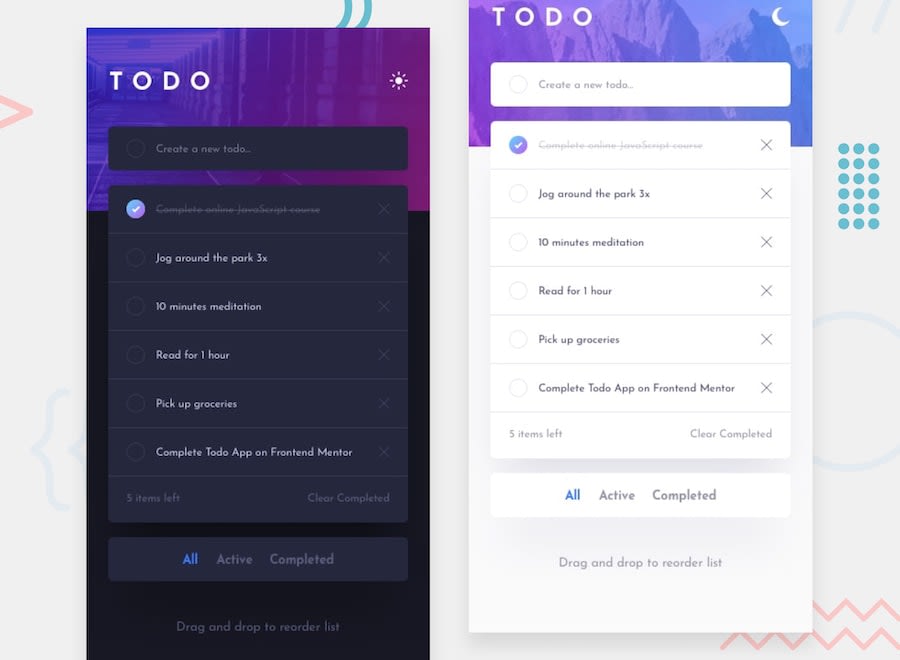 TODO
Create a new todo...
Complete online JavaScript course
Jog around the park 3x
10 minutes meditation
Read for 1 hour
Pick up groceries
Complete Todo App on Frontend Mentor
5 items left
Clear Completed
All
Active
Completed
Drag and drop to reorder list
TODO
Create a new todo...
Complete online JavaScript course
Jog around the park 3x
10 minutes meditation
Read for 1 hour
Pick up groceries
Complete Todo App on Frontend Mentor
5 items left
Clear Completed
All
Active
Completed
Drag and drop to reorder list